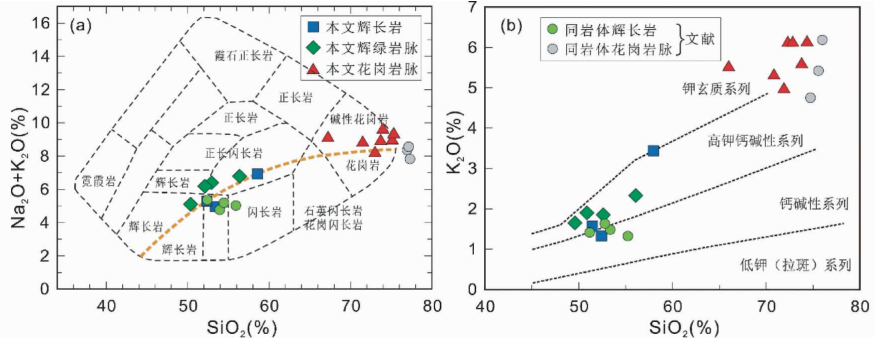 (a)
本文辉长岩
本文辉绿岩脉
本文花岗岩脉
霞石正长岩
正长岩
正长岩
碱性花岗岩
正长闪长岩
花岗岩
霓霞岩
辉长岩
辉长岩
闪长岩
石英闪长岩
花岗闪长岩
辉长岩
Na2O+K2O(%)
16
14
12
10
8
6
4
2
0
40 50 60 70 80
SiO2(%)
(b)
同岩体辉长岩
同岩体花岗岩脉
文献
钾玄质系列
高钾钙碱性系列
钙碱性系列
低钾（拉斑）系列
K2O(%)
7
6
5
4
3
2
1
0
40 50 60 70 80
SiO2(%)